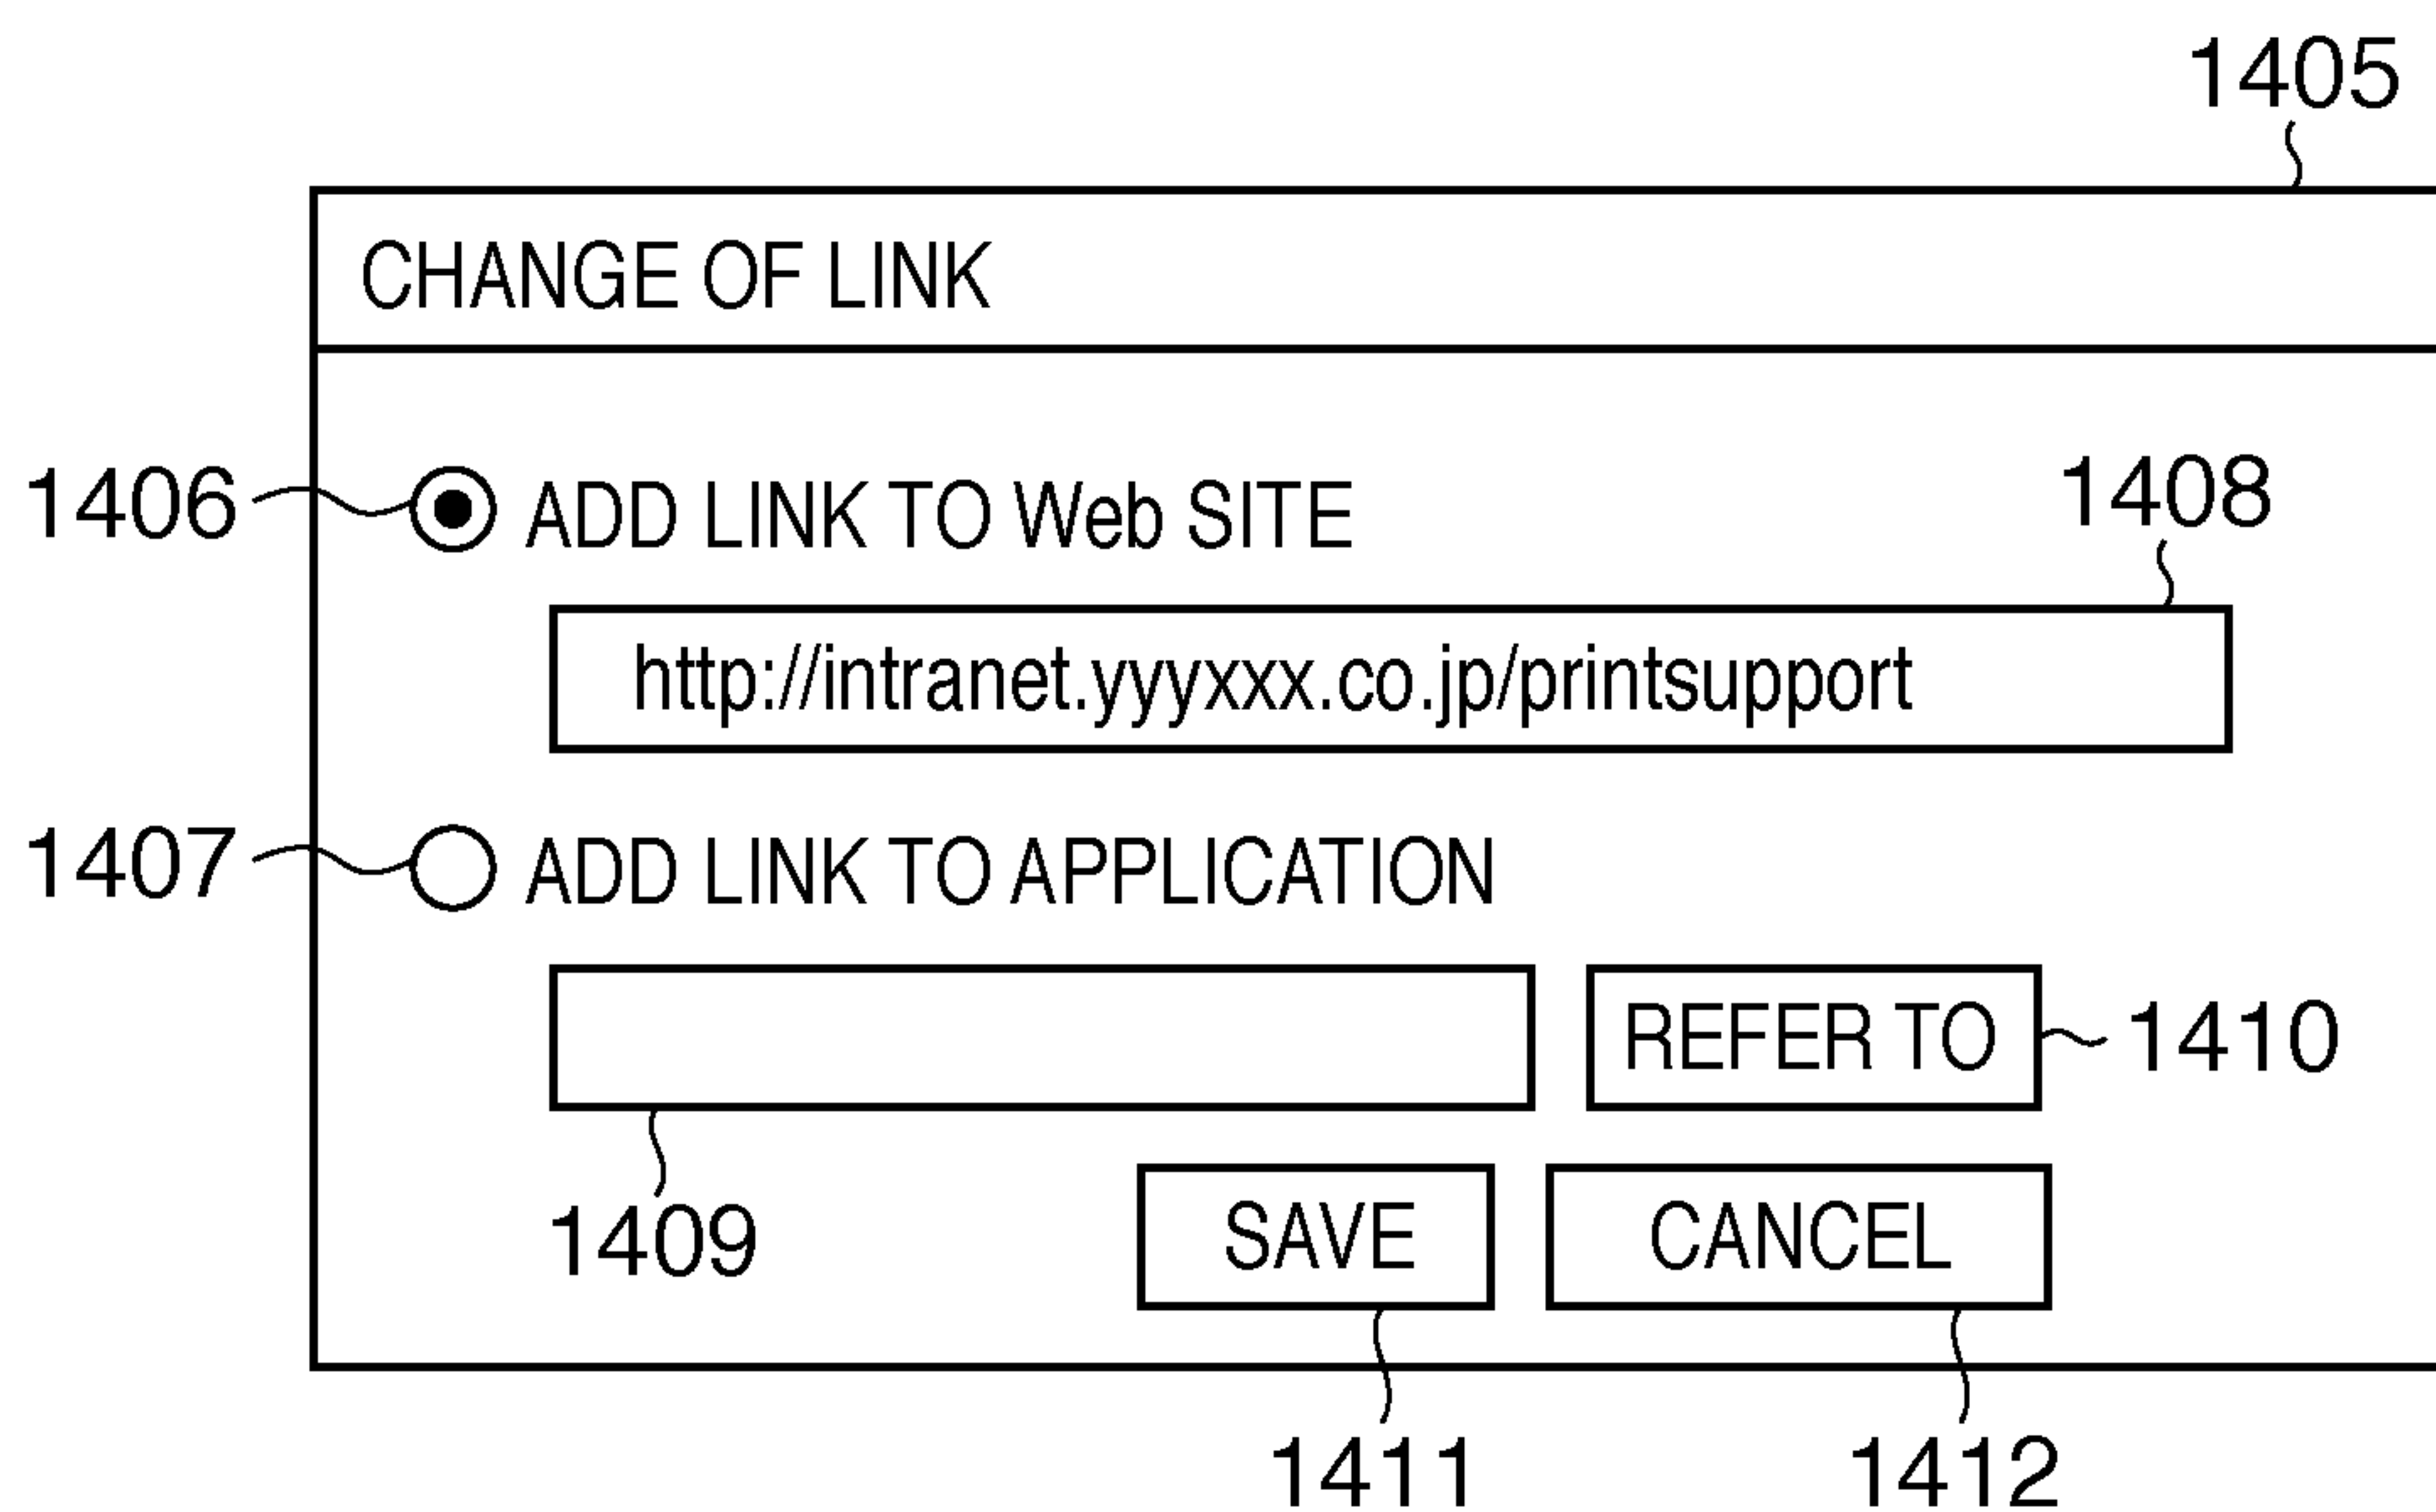 1405
CHANGE OF LINK
1406 ADD LINK TO Web SITE
1408
http://intranet.yyyxxx.co.jp/printsupport
1407 ADD LINK TO APPLICATION
REFER TO 1410
1409
SAVE CANCEL
1411 1412